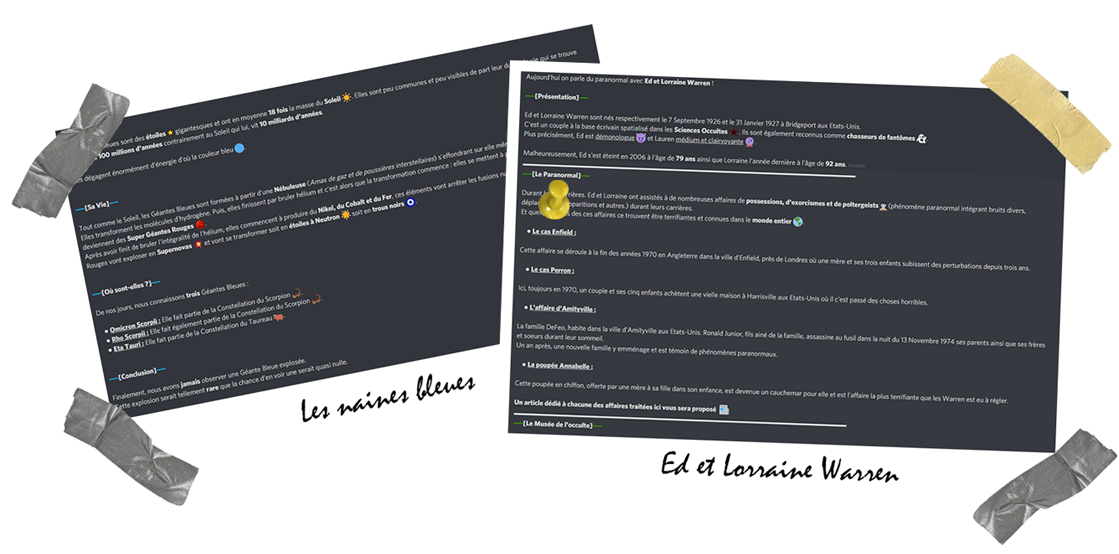 ueues sont des étoiles gigantesques et ont en moyenne 18 fois la masse du Soleil . Elles sont peu communes et peu visibles de part leur du qui se trouve
100 millions d'années contrairement au Soleil qui lui, vit 10 milliards d'années.
dégagent énormément d'énergie d'où la couleur bleu .
—[Sa Vie]—
Tout comme le Soleil, les Géantes Bleues sont formées à partir d'une Nébuleuse (Amas de gaz et de poussières interstellaires) s'effondrant sur elle
Elles transforment les molécules d'hydrogène. Puis, elles finissent par bruler hélium et c'est alors que la transformation commence : elles se mettent à
deviennent des Super Géantes Rouges .
Après avoir finit de bruler l'intégralité de l'hélium, elles commencent à produre du Nikel, du Cobalt et du Fer, ces éléments vont arrêter les fusions
Rouges vont exploser en Supernovas et vont se transformer soit en étoiles à Neutron soit en trous noirs .
—[Où sont-elles ?]—
De nos jours, nous connaissons trois Géantes Bleues :
● Omicron Scorpii : Elle fait partie de la Constellation du Scorpion .
● Rho Scorpii : Elle fait également partie de la Constellation du Scorpion .
● Eta Tauri : Elle fait partie de la Constellation du Taureau .
—[Conclusion]—
Finalement, nous avons jamais observer une Géante Bleue explosée.
Cette explosion serait tellement rare que la chance d'en voir une serait quasi nulle.
Les naines bleues
Aujourd'hui on parle du paranormal avec Ed et Lorraine Warren !
—[Présentation]—
Ed et Lorraine Warren sont nés respectivement le 7 Septembre 1926 et le 31 Janvier 1927 à Bridgeport aux Etats-Unis.
C'est un couple à la base écrivain spatialisé dans les Sciences Occultes . Ils sont également reconnus comme chasseurs de fantômes
Plus précisément, Ed est démonologue et Lauren médium et clairvoyante .
Malheureusement, Ed s'est éteint en 2006 à l'âge de 79 ans ainsi que Lorraine l'année dernière à l'âge de 92 ans.
—[Le Paranormal]—
Durant rrières. Ed et Lorraine ont assistés à de nombreuses affaires de possessions, d'exorcismes et de poltergeists (phénomène paranormal intégrant bruits divers,
dépla paritions et autres.) durant leurs carrières.
Et que des ces affaires ce trouvent être terrifiantes et connues dans le monde entier .
● Le cas Enfield :
Cette affaire se déroule à la fin des années 1970 en Angleterre dans la ville d'Enfield, près de Londres où une mère et ses trois enfants subissent des perturbations depuis trois ans.
● Le cas Perron :
Ici, toujours en 1970, un couple et ses cinq enfants achètent une vielle maison à Harrisville aux Etats-Unis où il c'est passé des choses horribles.
● L'affaire d'Amityville :
La famille DeFeo, habite dans la ville d'Amityville aux Etats-Unis. Ronald Junior, fils ainé de la famille, assassine au fusil dans la nuit du 13 Novembre 1974 ses parents ainsi que ses frères
et soeurs durant leur sommeil.
Un an après, une nouvelle famille y emménage et est témoin de phénomènes paranormaux.
● La poupée Annabelle :
Cette poupée en chiffon, offerte par une mère à sa fille dans son enfance, est devenue un cauchemar pour elle et est l'affaire la plus terrifiante que les Warren est eu à régler.
Un article dédié à chacune des affaires traitées ici vous sera proposé
—[Le Musée de l'occulte]—
Ed et Lorraine Warren